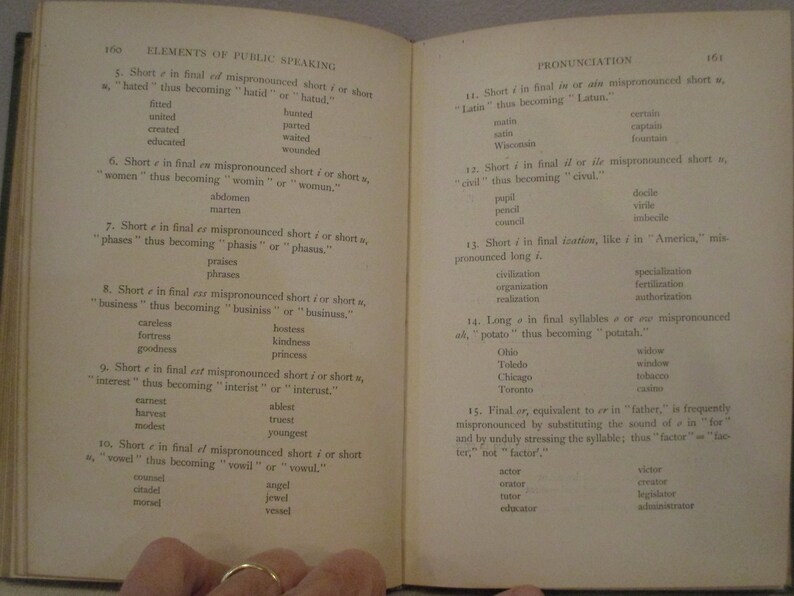 160 ELEMENTS OF PUBLIC SPEAKING
5. Short e in final ed mispronounced short i or short
u, "hated" thus becoming "hatid" or "hatud."
fitted hunted
united parted
created waited
educated wounded
6. Short e in final en mispronounced short i or short u,
"women" thus becoming "womin" or "womun."
abdomen
marten
7. Short e in final es mispronounced short i or short u,
"phases" thus becoming "phasis" or "phasus."
praises
phrases
8. Short e in final ess mispronounced short i or short u,
"business" thus becoming "businiss" or "businuss."
careless hostess
fortress kindness
goodness princess
9. Short e in final est mispronounced short i or short u,
"interest" thus becoming "interist" or "interust."
earnest ablest
harvest truest
modest youngest
10. Short e in final el mispronounced short i or short
u, "vowel" thus becoming "vowil" or "vowul."
counsel angel
citadel jewel
morsel vessel
PRONUNCIATION 161
11. Short i in final in or ain mispronounced short u,
"Latin" thus becoming "Latun."
matin certain
satin captain
Wisconsin fountain
12. Short i in final il or ile mispronounced short u,
"civil" thus becoming "civul."
pupil docile
pencil virile
council imbecile
13. Short i in final ization, like i in "America," mis-
pronounced long i.
civilization specialization
organization fertilization
realization authorization
14. Long o in final syllables o or ow mispronounced
ah, "potato" thus becoming "potatah."
Ohio widow
Toledo window
Chicago tobacco
Toronto casino
15. Final or, equivalent to er in "father," is frequently
mispronounced by substituting the sound of o in "for"
and by unduly stressing the syllable; thus "factor" = "fac-
ter," not "factor'."
actor victor
orator creator
tutor legislator
educator administrator